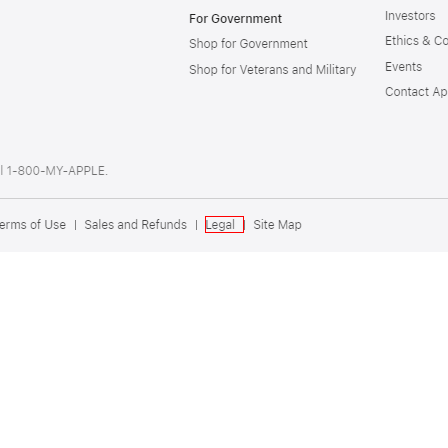 For Government
Shop for Government
Shop for Veterans and Military
Investors
Ethics & Co
Events
Contact Ap
l 1-800-MY-APPLE.
erms of Use | Sales and Refunds | Legal | Site Map